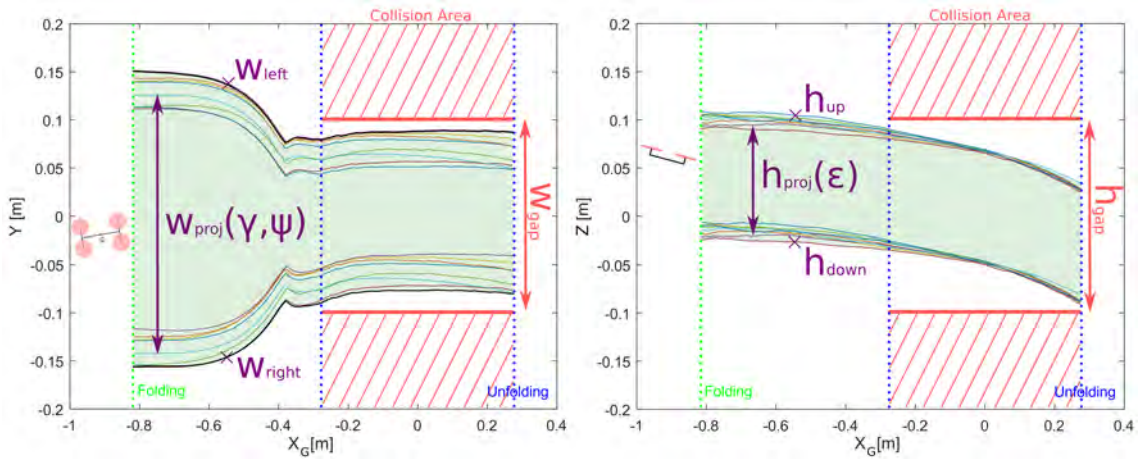 Collision Area
0.2
0.15
0.1
0.05
0
-0.05
-0.1
-0.15
-0.2
Y [m]
-1
-0.8
-0.6
-0.4
-0.2
0
0.2
0.4
X_G[m]
w_left
w_proj(γ,ψ)
w_right
w_gap
Folding
Unfolding
Collision Area
0.2
0.15
0.1
0.05
0
-0.05
-0.1
-0.15
-0.2
Z [m]
-1
-0.8
-0.6
-0.4
-0.2
0
0.2
0.4
X_G[m]
h_up
h_proj(ε)
h_down
h_gap
Folding
Unfolding